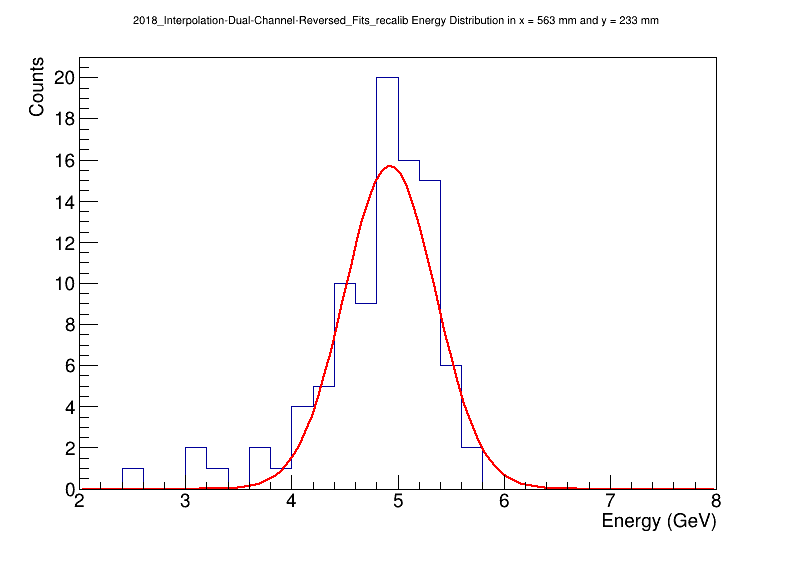 2018_Interpolation-Dual-Channel-Reversed_Fits_recalib Energy Distribution in x = 563 mm and y = 233 mm
Counts
20
18
16
14
12
10
8
6
4
2
0
2 3 4 5 6 7 8
Energy (GeV)